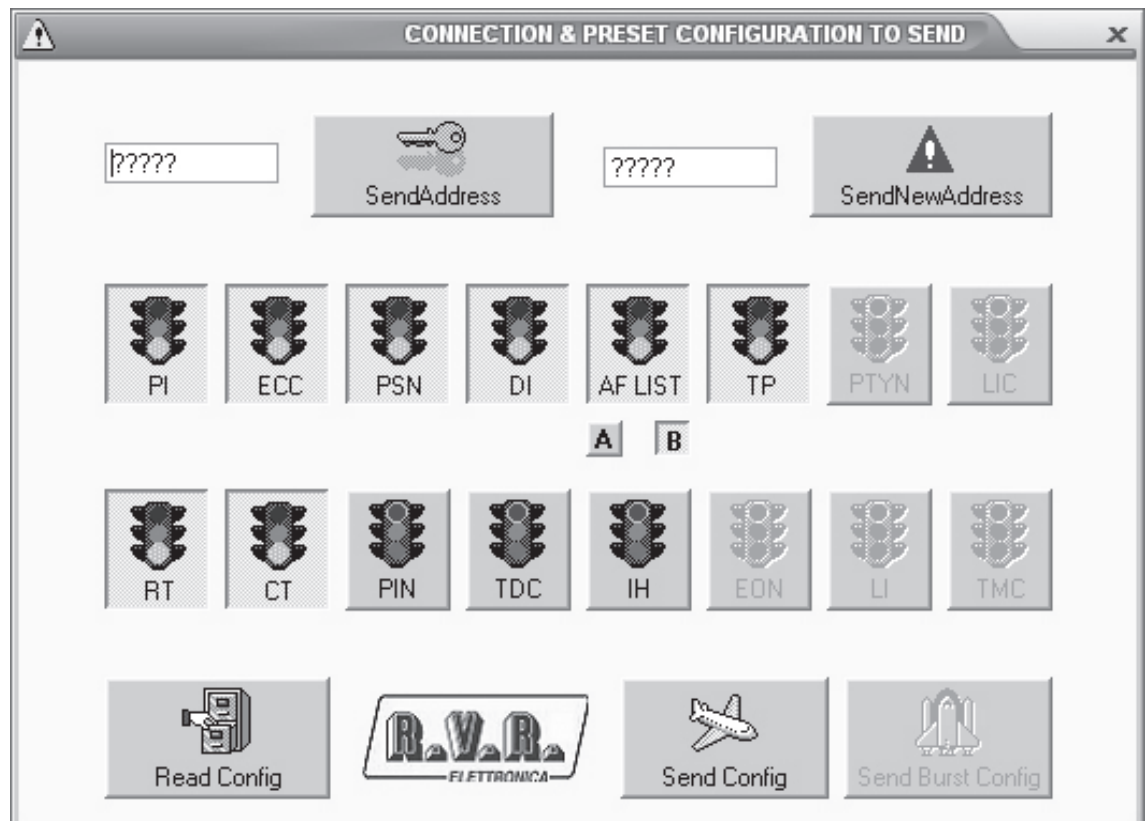 CONNECTION & PRESET CONFIGURATION TO SEND
?????
SendAddress
?????
SendNewAddress
PI ECC PSN DI AF LIST TP PTYN LIC
A B
RT CT PIN TDC IH EON LI TMC
Read Config
R.V.R.
ELETTRONICA
Send Config
Send Burst Config